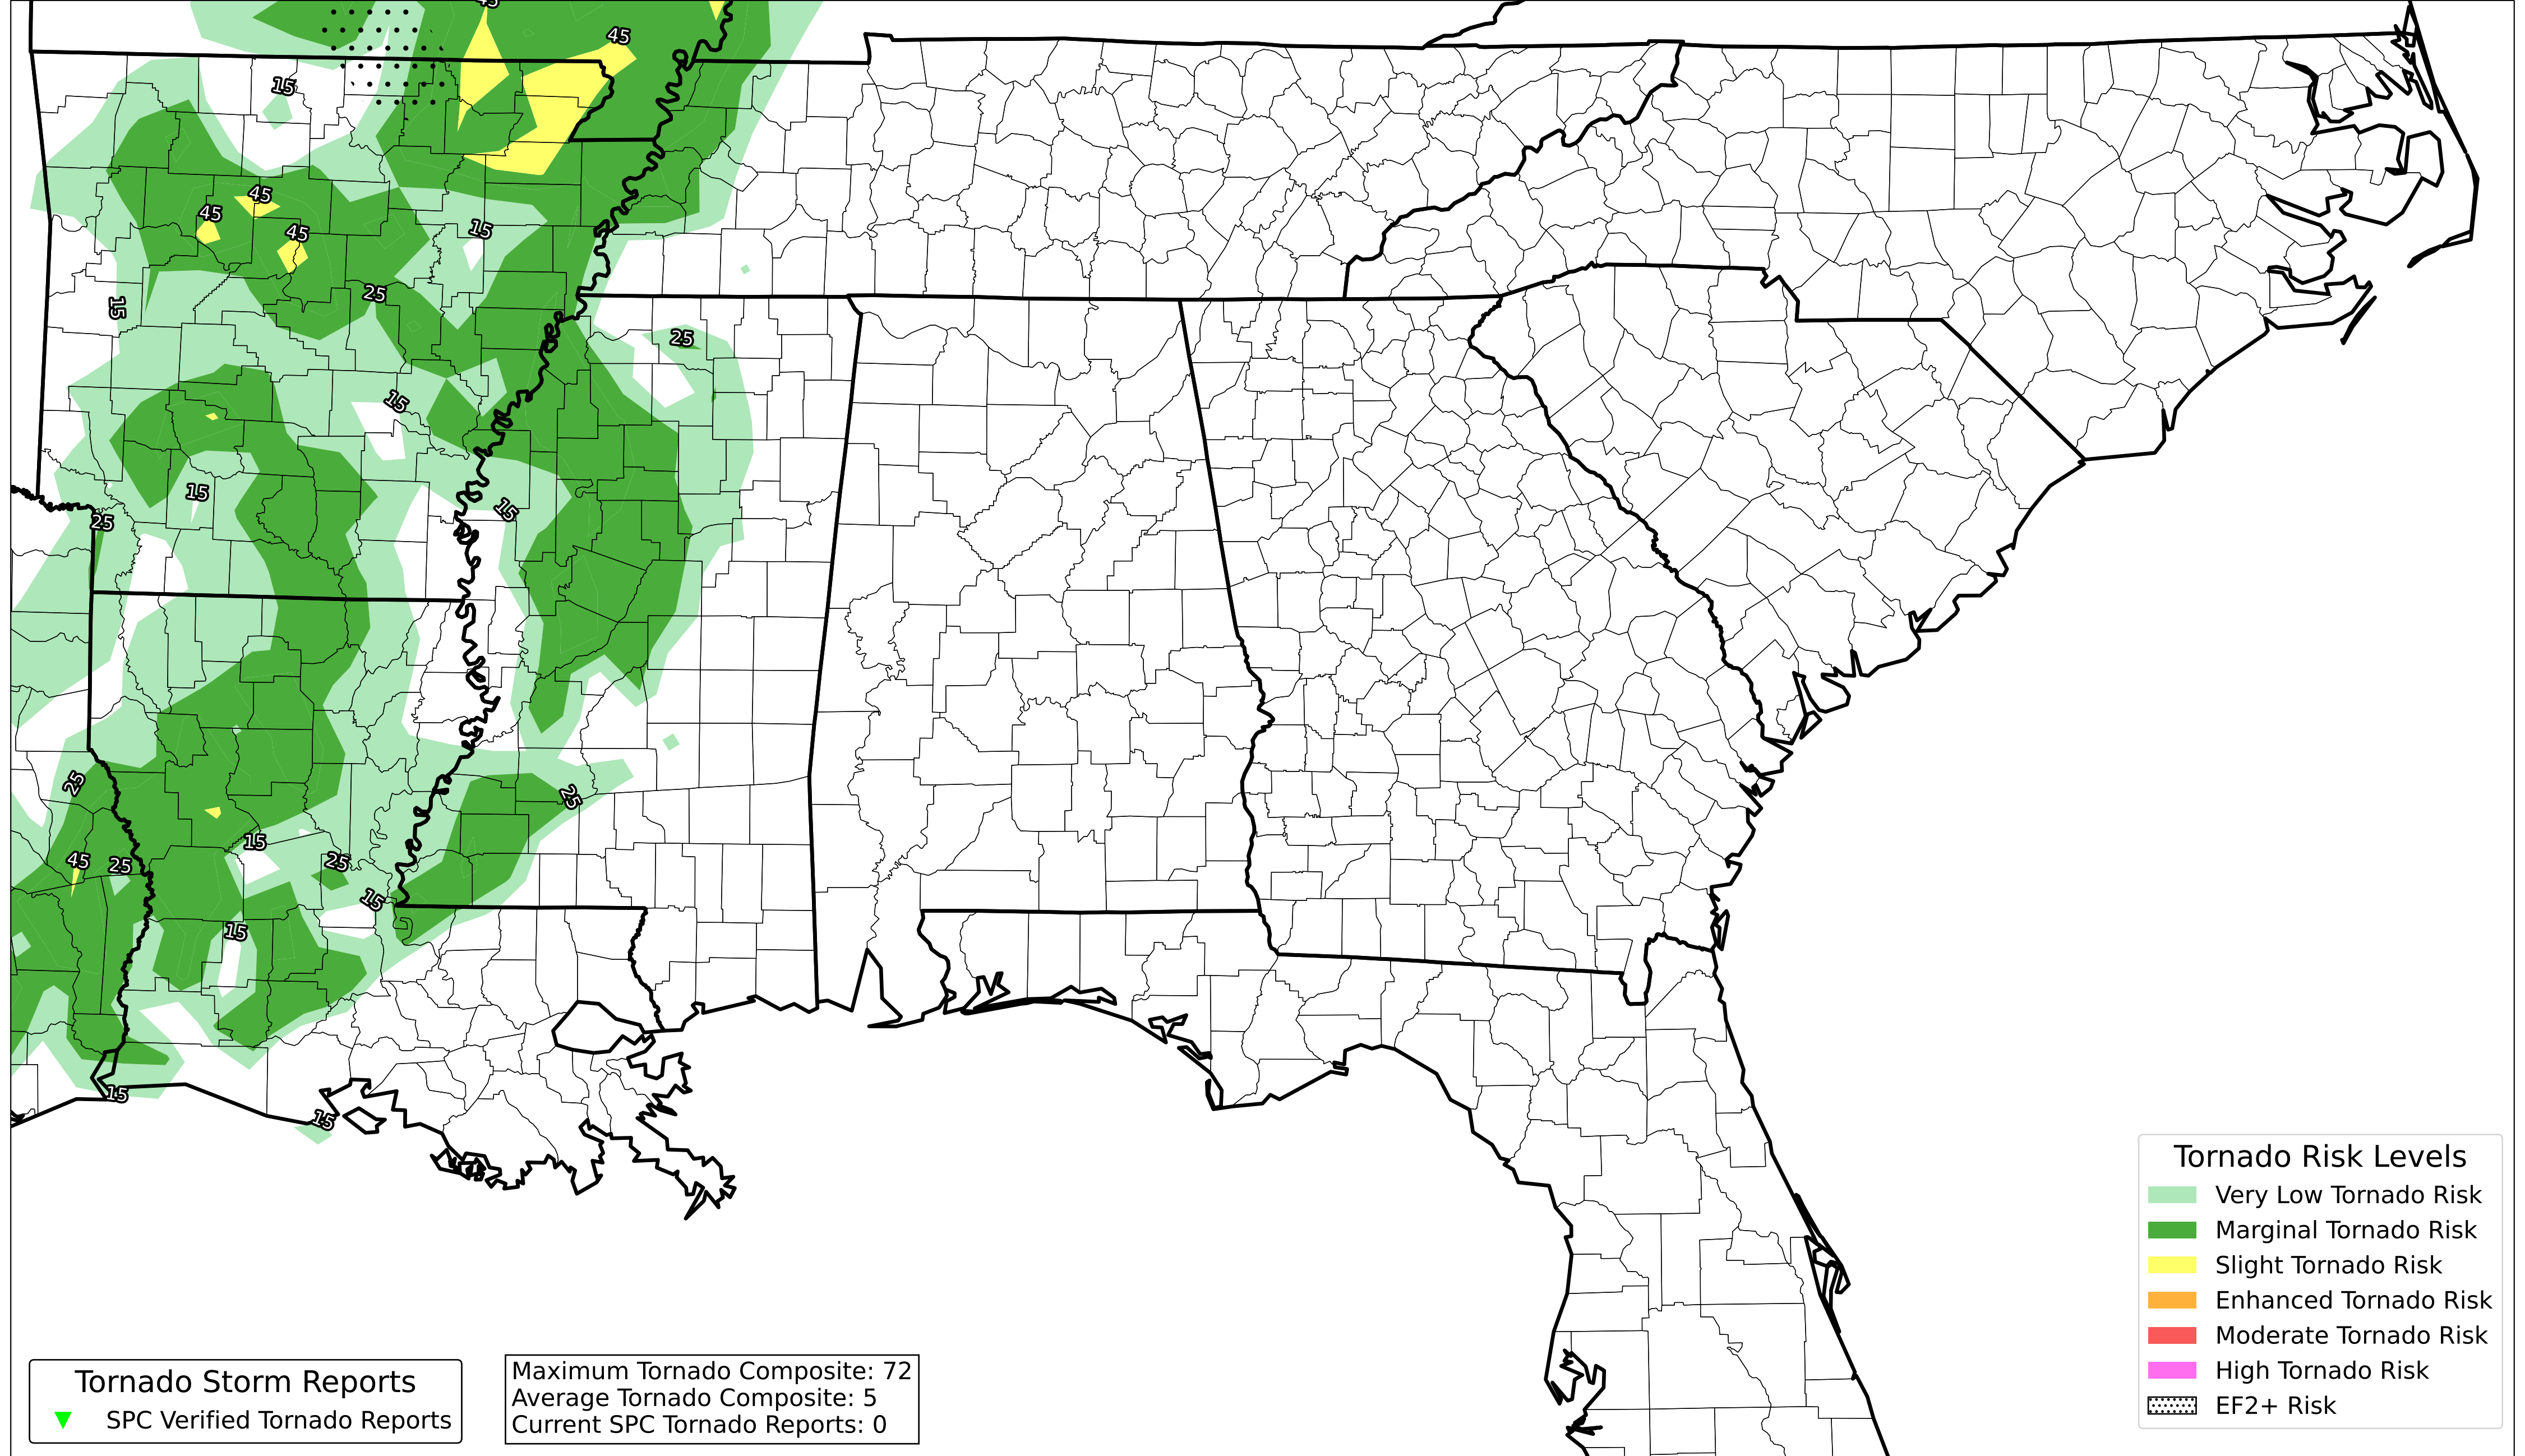 45
45
15
45
45
45
15
25
15
25
15
15
15
25
25
25
15
45
25
25
15
15
15
15
Tornado Risk Levels
Very Low Tornado Risk
Marginal Tornado Risk
Slight Tornado Risk
Enhanced Tornado Risk
Moderate Tornado Risk
High Tornado Risk
EF2+ Risk
Tornado Storm Reports
SPC Verified Tornado Reports
Maximum Tornado Composite: 72
Average Tornado Composite: 5
Current SPC Tornado Reports: 0